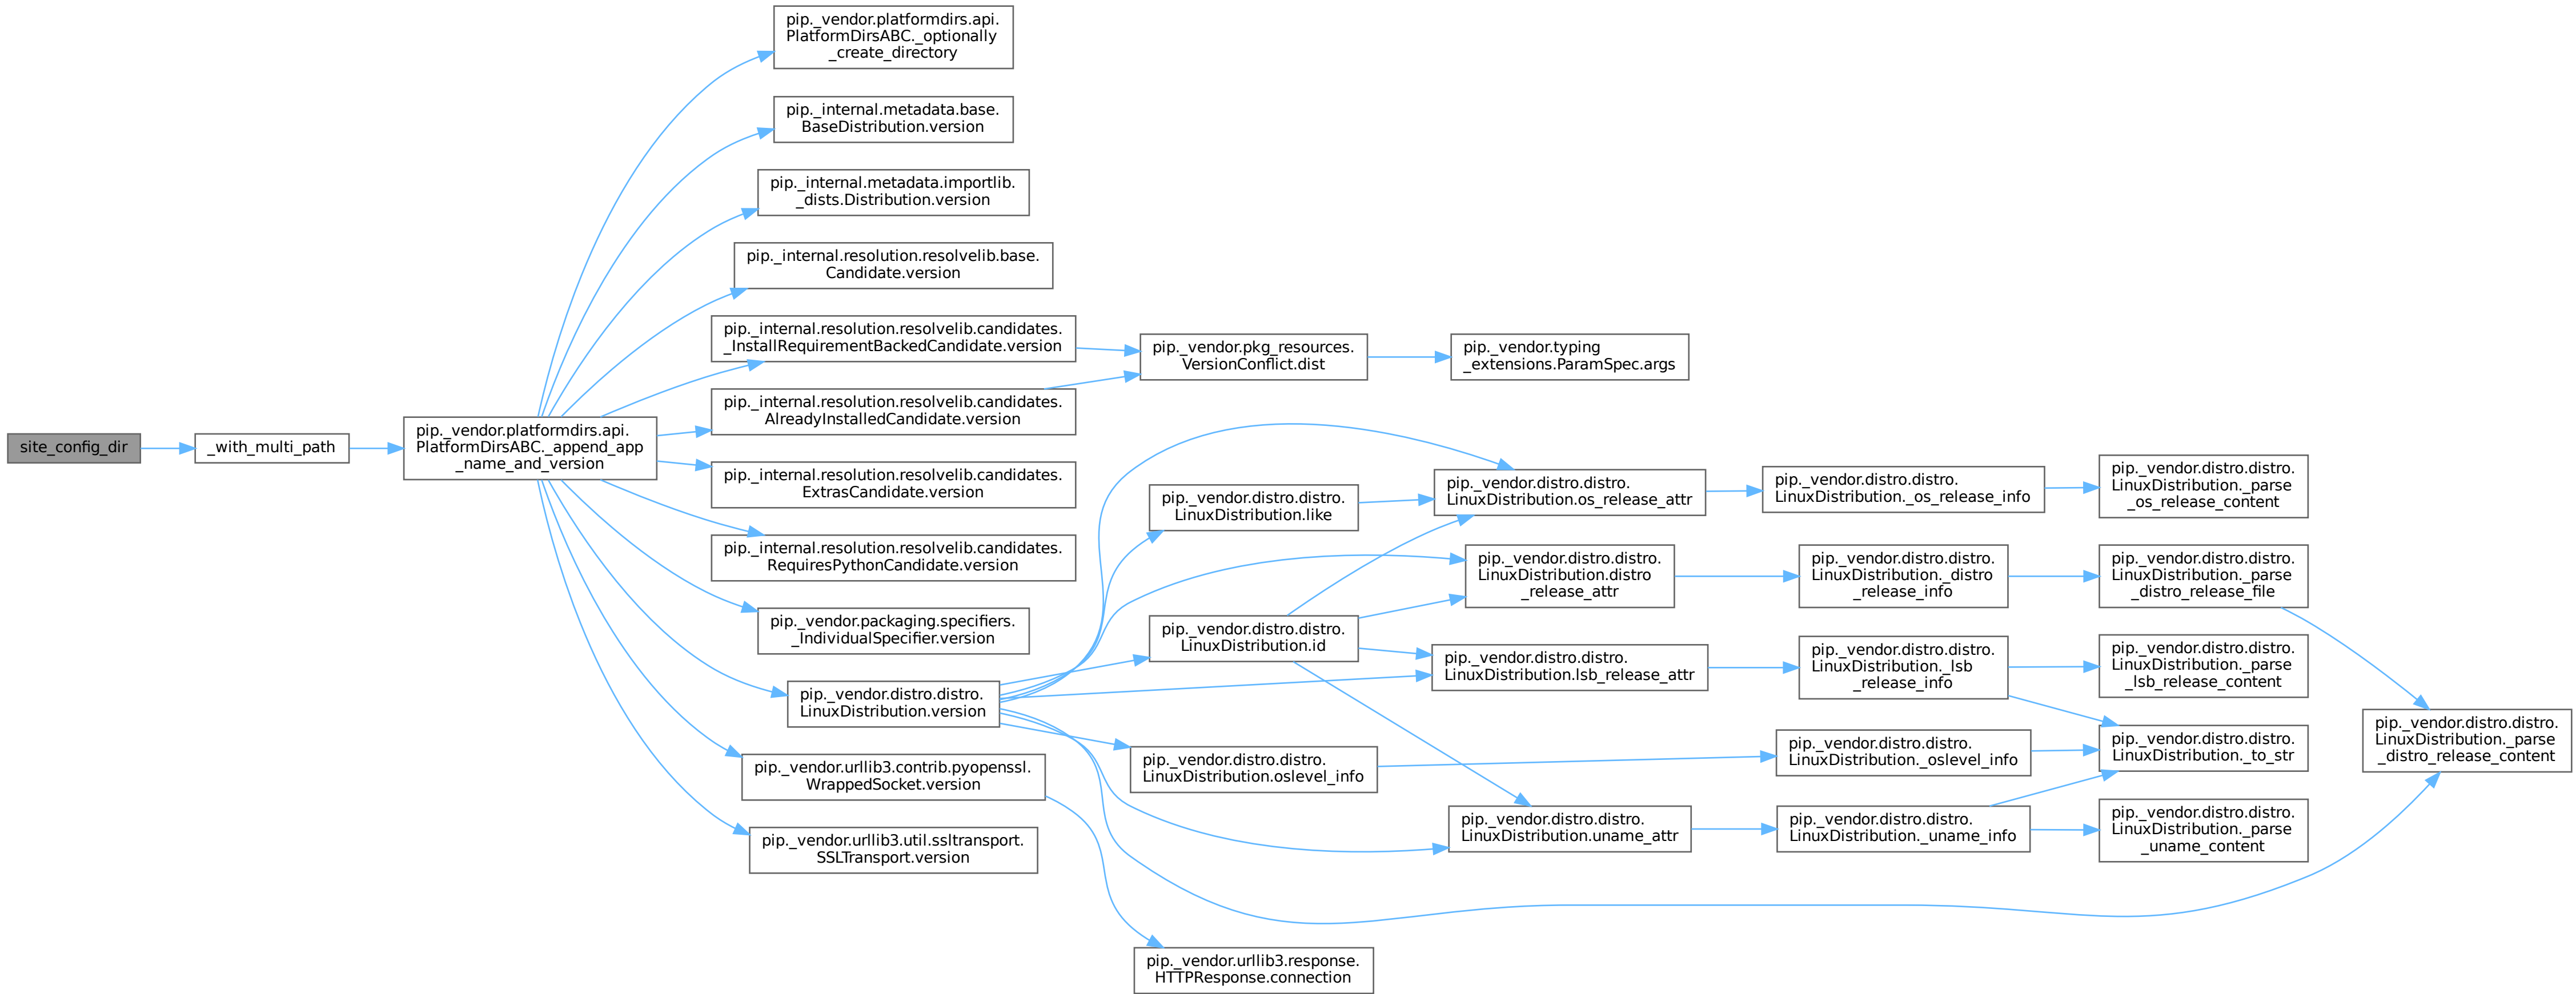 site_config_dir
_with_multi_path
pip._vendor.platformdirs.api.
PlatformDirsABC._append_app
_name_and_version
pip._vendor.platformdirs.api.
PlatformDirsABC._optionally
_create_directory
pip._internal.metadata.base.
BaseDistribution.version
pip._internal.metadata.importlib.
_dists.Distribution.version
pip._internal.resolution.resolvelib.base.
Candidate.version
pip._internal.resolution.resolvelib.candidates.
_InstallRequirementBackedCandidate.version
pip._internal.resolution.resolvelib.candidates.
AlreadyInstalledCandidate.version
pip._internal.resolution.resolvelib.candidates.
ExtrasCandidate.version
pip._internal.resolution.resolvelib.candidates.
RequiresPythonCandidate.version
pip._vendor.packaging.specifiers.
_IndividualSpecifier.version
pip._vendor.distro.distro.
LinuxDistribution.version
pip._vendor.urllib3.contrib.pyopenssl.
WrappedSocket.version
pip._vendor.urllib3.util.ssltransport.
SSLTransport.version
pip._vendor.pkg_resources.
VersionConflict.dist
pip._vendor.distro.distro.
LinuxDistribution.like
pip._vendor.distro.distro.
LinuxDistribution.id
pip._vendor.distro.distro.
LinuxDistribution.oslevel_info
pip._vendor.urllib3.response.
HTTPResponse.connection
pip._vendor.typing
_extensions.ParamSpec.args
pip._vendor.distro.distro.
LinuxDistribution.os_release_attr
pip._vendor.distro.distro.
LinuxDistribution.distro
_release_attr
pip._vendor.distro.distro.
LinuxDistribution.lsb_release_attr
pip._vendor.distro.distro.
LinuxDistribution.uname_attr
pip._vendor.distro.distro.
LinuxDistribution._os_release_info
pip._vendor.distro.distro.
LinuxDistribution._distro
_release_info
pip._vendor.distro.distro.
LinuxDistribution._lsb
_release_info
pip._vendor.distro.distro.
LinuxDistribution._oslevel_info
pip._vendor.distro.distro.
LinuxDistribution._uname_info
pip._vendor.distro.distro.
LinuxDistribution._parse
_os_release_content
pip._vendor.distro.distro.
LinuxDistribution._parse
_distro_release_file
pip._vendor.distro.distro.
LinuxDistribution._parse
_lsb_release_content
pip._vendor.distro.distro.
LinuxDistribution._to_str
pip._vendor.distro.distro.
LinuxDistribution._parse
_uname_content
pip._vendor.distro.distro.
LinuxDistribution._parse
_distro_release_content